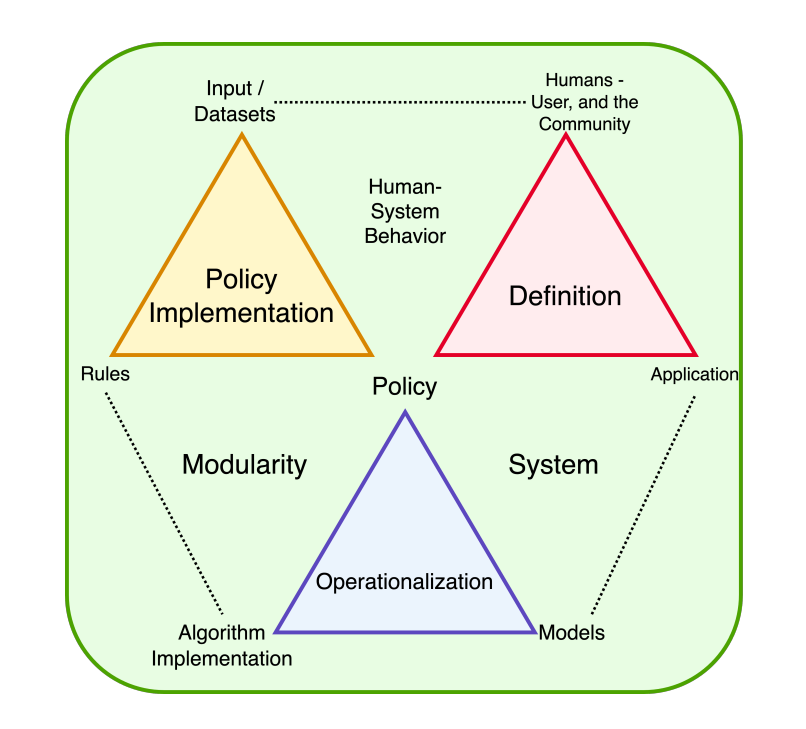 Input /
Datasets
Humans -
User, and the
Community
Human-
System
Behavior
Policy
Implementation
Definition
Rules
Policy
Application
Modularity
System
Operationalization
Algorithm
Implementation
Models